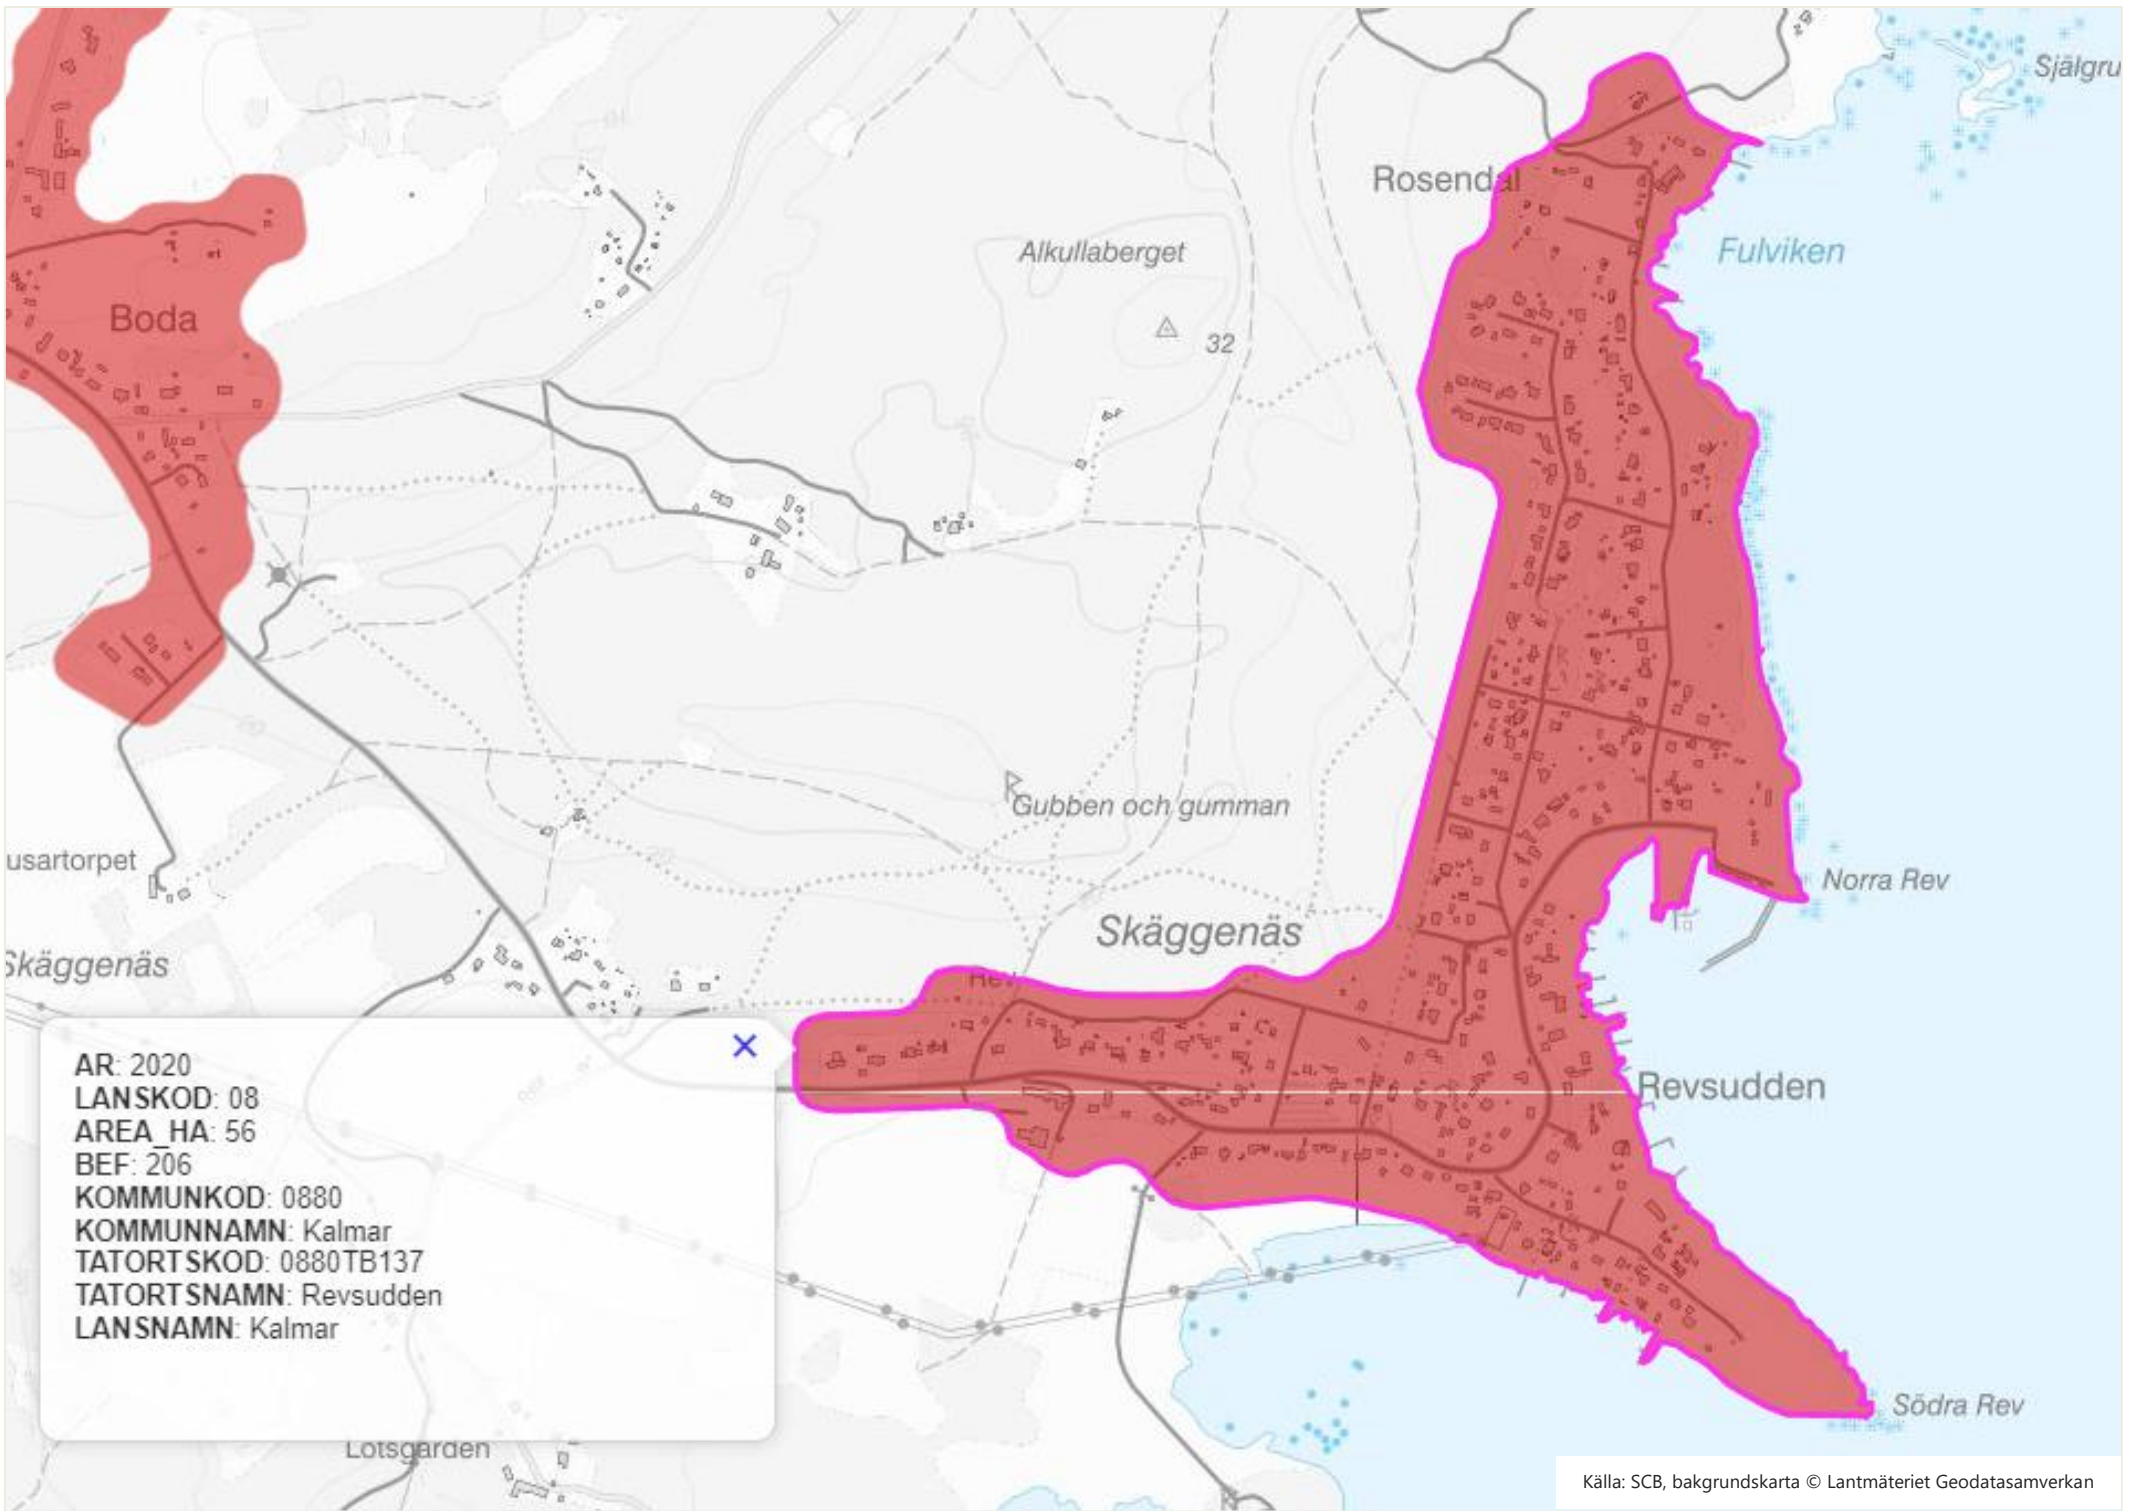 Själgru
Rosendal
Fulviken
Alkullaberget
32
Boda
Gubben och gumman
usartorpet
Norra Rev
Skäggenäs
Skäggenäs
Rev
AR: 2020
LANSKOD: 08
AREA_HA: 56
BEF: 206
KOMMUNKOD: 0880
KOMMUNNAMN: Kalmar
TATORTSKOD: 0880TB137
TATORTSNAMN: Revsudden
LANSNAMN: Kalmar
Revsudden
Södra Rev
Lotsgården
Källa: SCB, bakgrundskarta © Lantmäteriet Geodatasamverkan